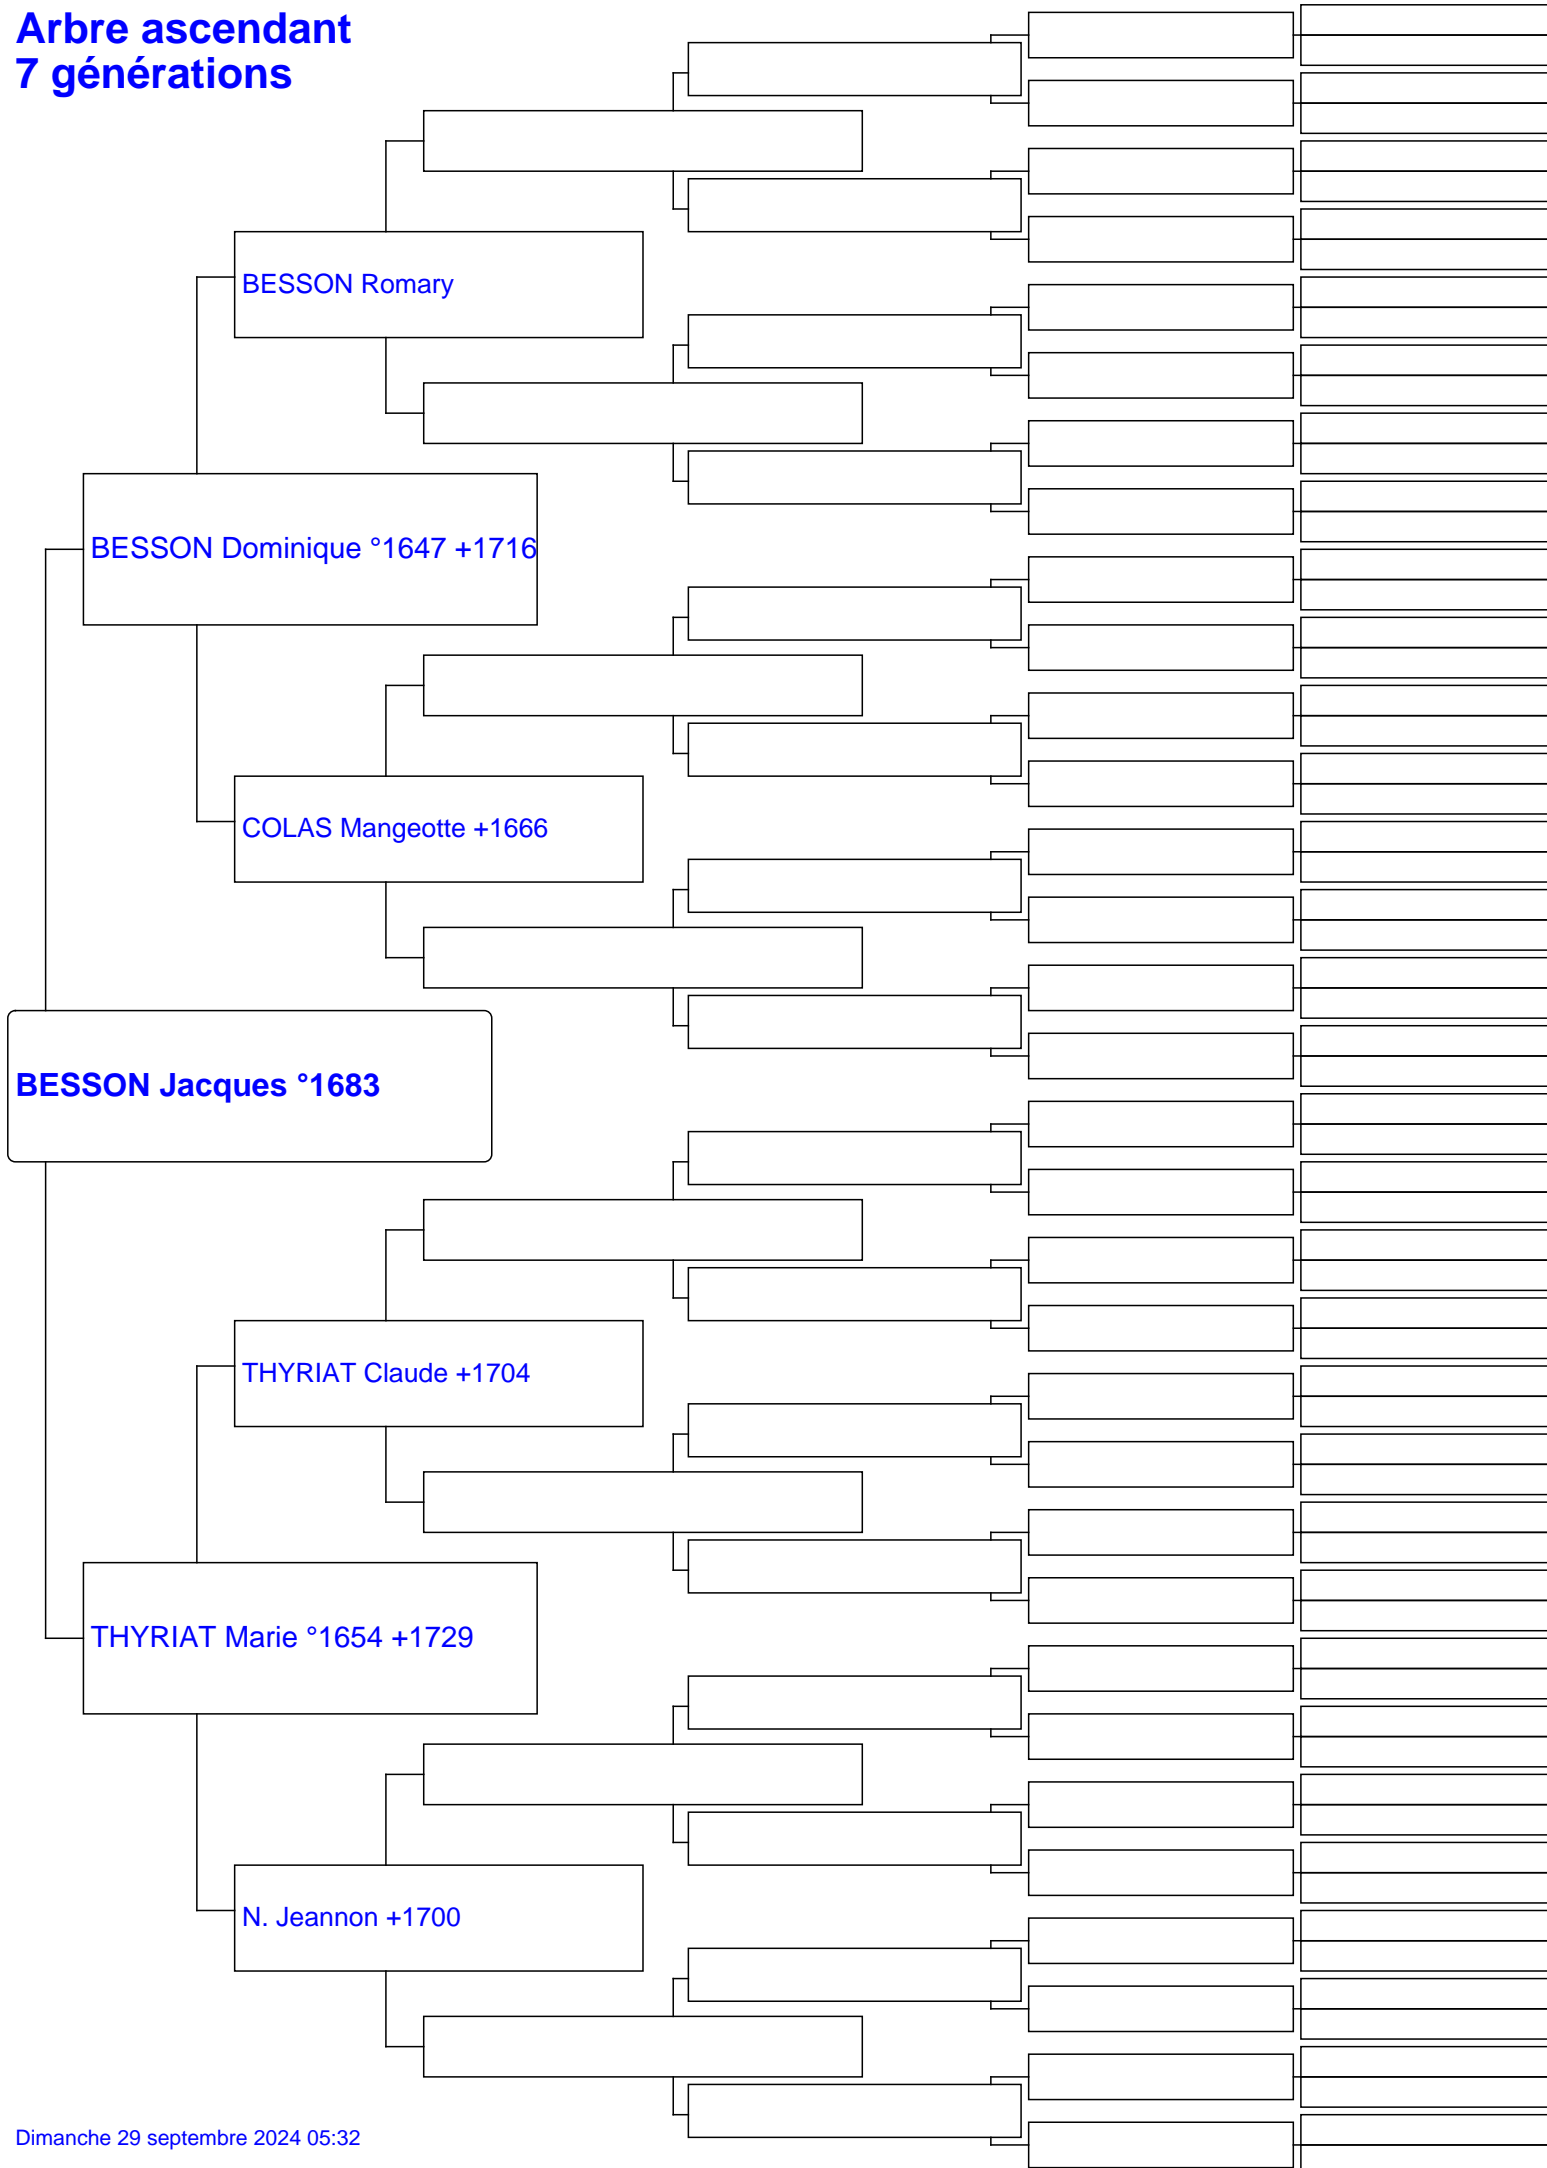 Arbre ascendant
7 générations
BESSON Romary
BESSON Dominique °1647 +1716
COLAS Mangeotte +1666
BESSON Jacques °1683
THYRIAT Claude +1704
THYRIAT Marie °1654 +1729
N. Jeannon +1700
Dimanche 29 septembre 2024 05:32